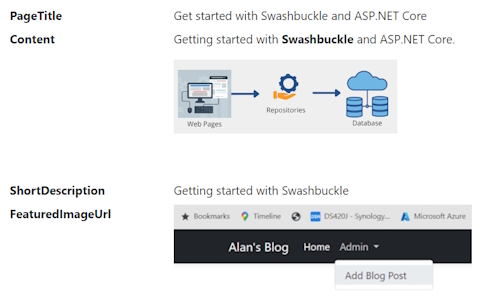 PageTitle Get started with Swashbuckle and ASP.NET Core
Content Getting started with Swashbuckle and ASP.NET Core.
Web Pages
Repositories
Database
ShortDescription Getting started with Swashbuckle
FeaturedImageUrl
Bookmarks Timeline DS420J - Synology... Microsoft Azure
Alan's Blog Home Admin
Add Blog Post